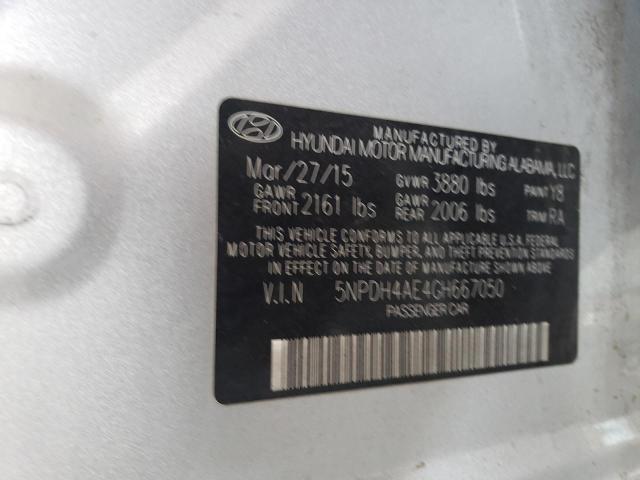 MANUFACTURED BY
HYUNDAI MOTOR MANUFACTURING ALABAMA, LLC
Mar/27/15 GVWR 3880 lbs PAINT Y8
GAWR FRONT 2161 lbs GAWR REAR 2006 lbs TRIM RA
THIS VEHICLE CONFORMS TO ALL APPLICABLE U.S.A. FEDERAL
MOTOR VEHICLE SAFETY, BUMPER, AND THEFT PREVENTION
STANDARDS IN EFFECT ON THE DATE OF MANUFACTURE SHOWN ABOVE.
V.I.N 5NPDH4AE4GH667050
PASSENGER CAR